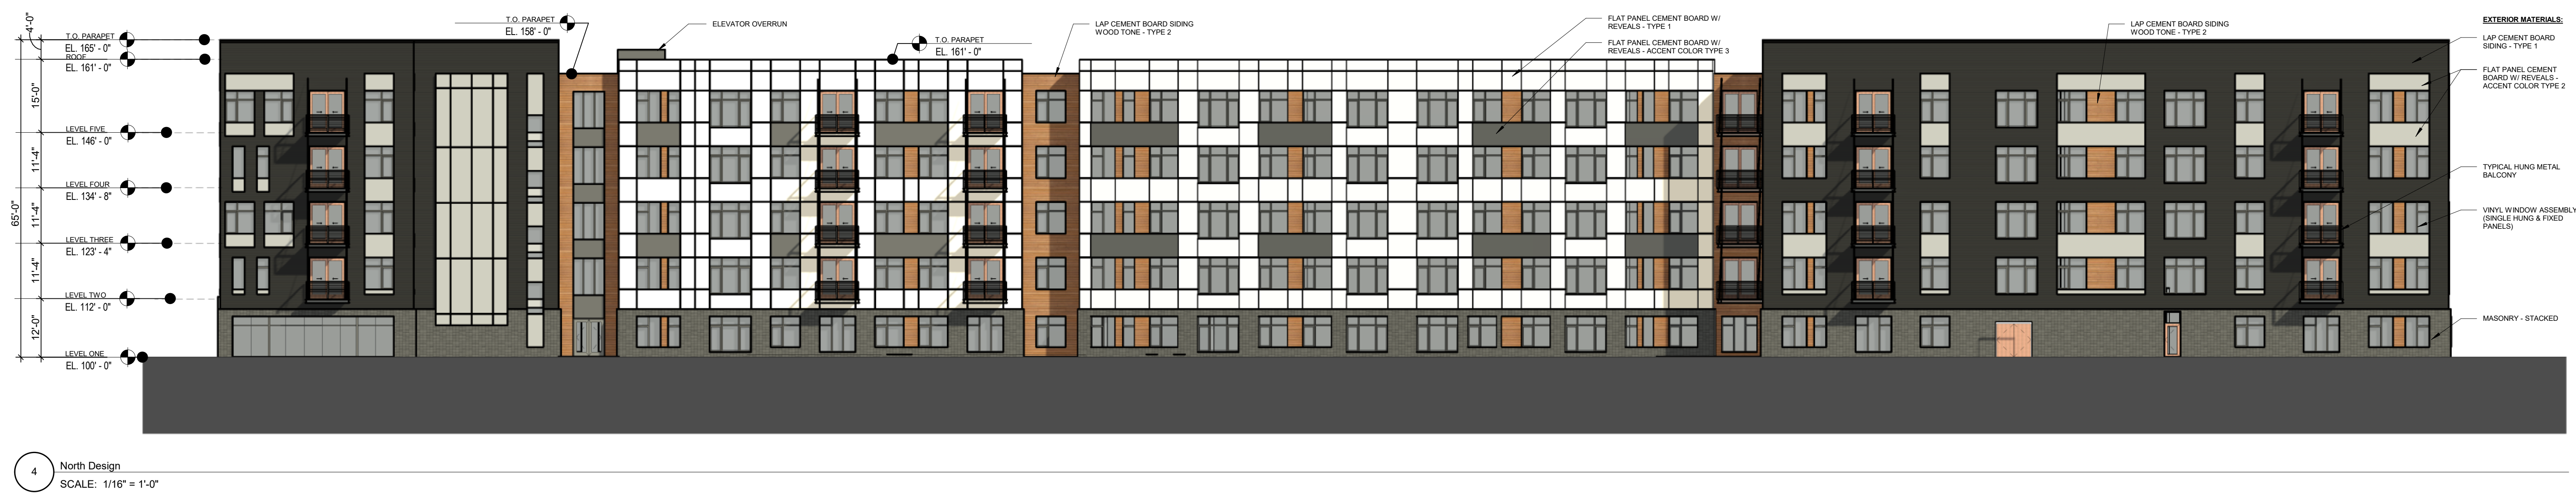 4'-0"
T.O. PARAPET
EL. 165' - 0"
ROOF
EL. 161' - 0"
15'-0"
LEVEL FIVE
EL. 146' - 0"
11'-4"
LEVEL FOUR
EL. 134' - 8"
65'-0"
11'-4"
LEVEL THREE
EL. 123' - 4"
11'-4"
LEVEL TWO
EL. 112' - 0"
12'-0"
LEVEL ONE
EL. 100' - 0"
T.O. PARAPET
EL. 158' - 0"
ELEVATOR OVERRUN
T.O. PARAPET
EL. 161' - 0"
LAP CEMENT BOARD SIDING
WOOD TONE - TYPE 2
FLAT PANEL CEMENT BOARD W/
REVEALS - TYPE 1
FLAT PANEL CEMENT BOARD W/
REVEALS - ACCENT COLOR TYPE 3
LAP CEMENT BOARD SIDING
WOOD TONE - TYPE 2
EXTERIOR MATERIALS:
LAP CEMENT BOARD
SIDING - TYPE 1
FLAT PANEL CEMENT
BOARD W/ REVEALS -
ACCENT COLOR TYPE 2
TYPICAL HUNG METAL
BALCONY
VINYL WINDOW ASSEMBLY
(SINGLE HUNG & FIXED
PANELS)
MASONRY - STACKED
4
North Design
SCALE: 1/16" = 1'-0"